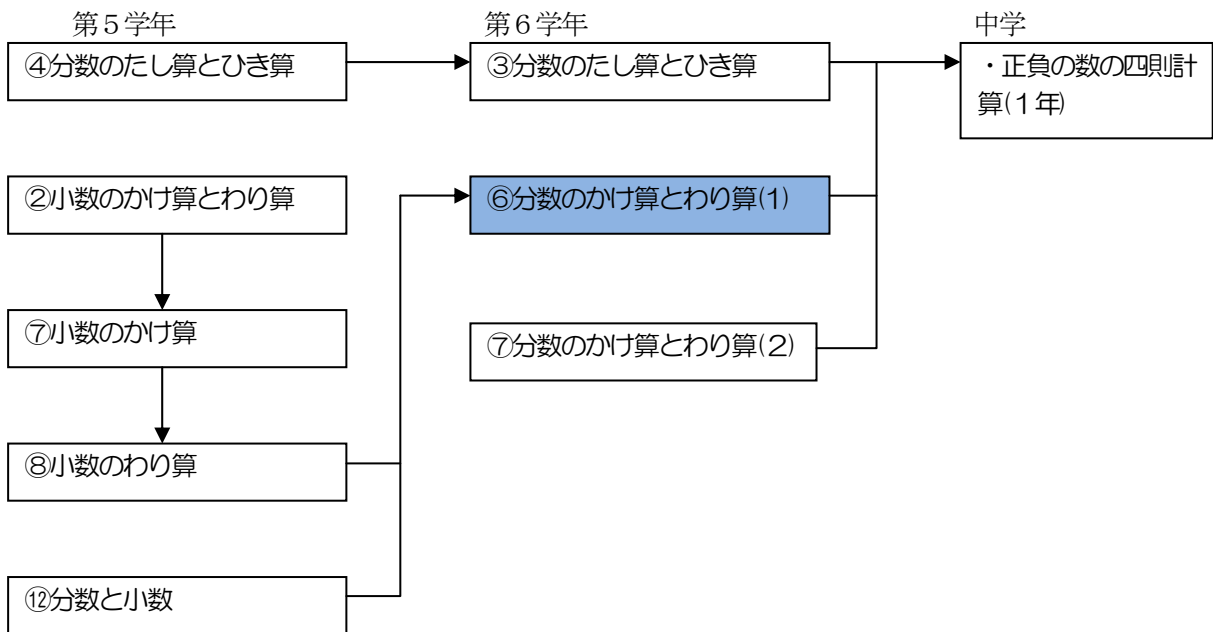 第５学年
第６学年
中学
④分数のたし算とひき算
③分数のたし算とひき算
・正負の数の四則計
算(１年)
②小数のかけ算とわり算
⑥分数のかけ算とわり算(1)
⑦小数のかけ算
⑦分数のかけ算とわり算(２)
⑧小数のわり算
⑫分数と小数